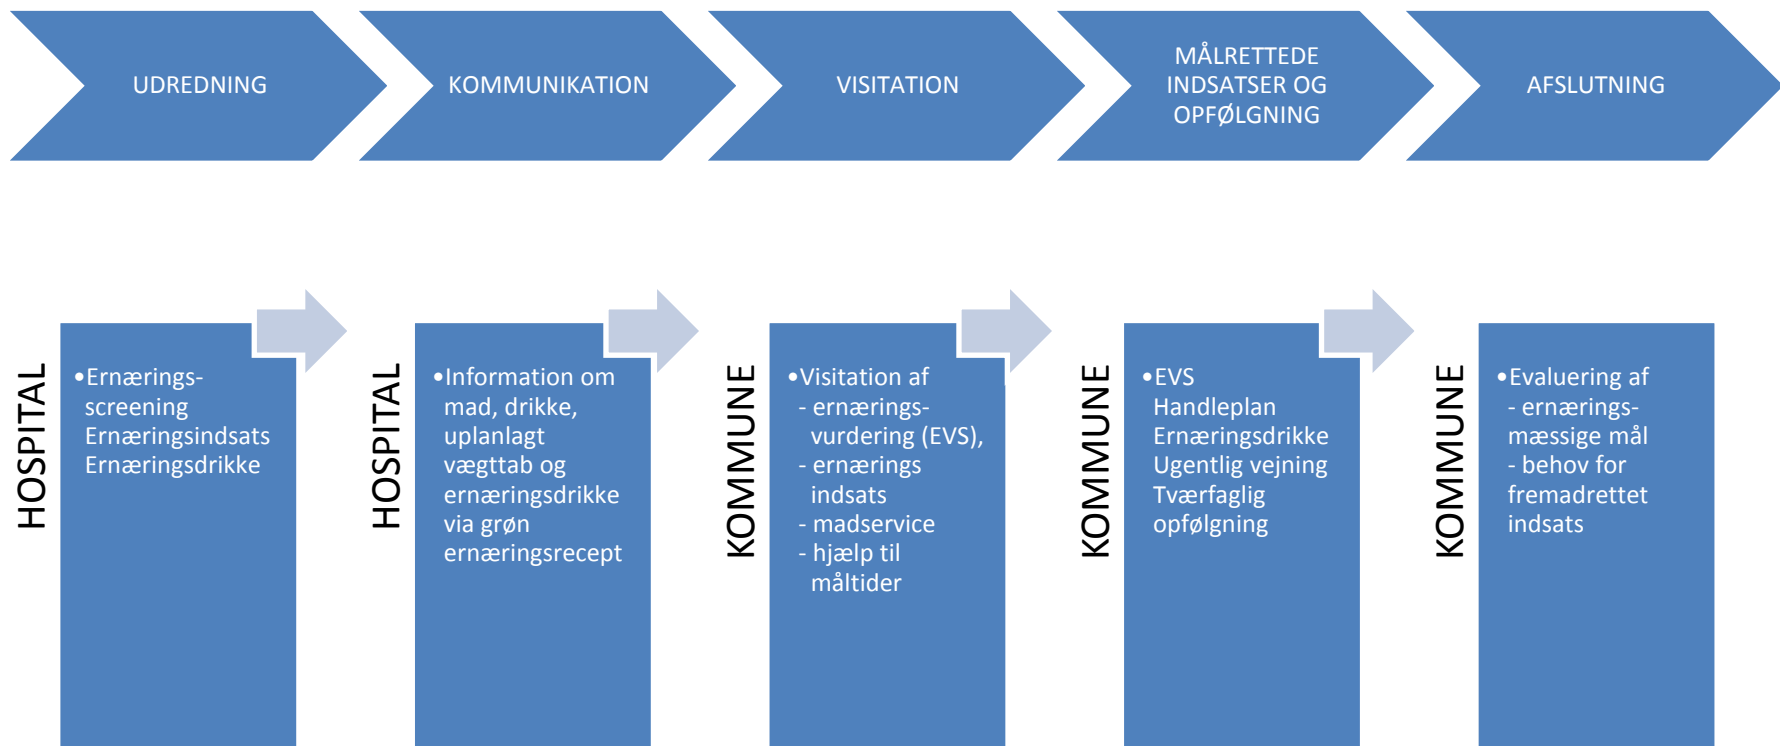 UDREDNING
KOMMUNIKATION
VISITATION
MÅLRETTEDE
INDSATSER OG
OPFØLGNING
AFSLUTNING
HOSPITAL
•Ernærings-
screening
Ernæringsindsats
Ernæringsdrikke
HOSPITAL
•Information om
mad, drikke,
uplanlagt
vægttab og
ernæringsdrikke
via grøn
ernæringsrecept
KOMMUNE
•Visitation af
- ernærings-
vurdering (EVS),
- ernærings
indsats
- madservice
- hjælp til
måltider
KOMMUNE
•EVS
Handleplan
Ernæringsdrikke
Ugentlig vejning
Tværfaglig
opfølgning
KOMMUNE
•Evaluering af
- ernærings-
mæssige mål
- behov for
fremadrettet
indsats